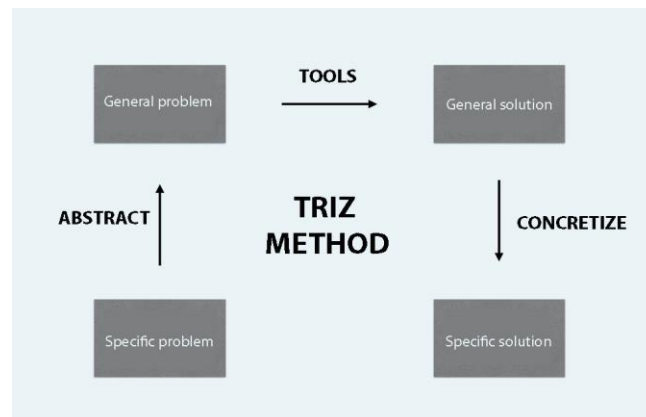 TOOLS
General problem
General solution
ABSTRACT
TRIZ
METHOD
CONCRETIZE
Specific problem
Specific solution